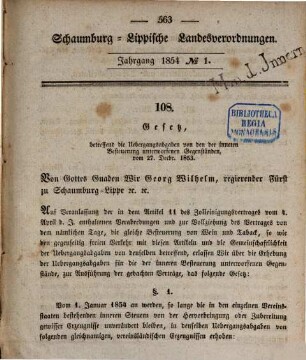 563
Schaumburg-Lippische Landesverordnungen.
Jahrgang 1854 № 1.
BIBLIOTHECA
REGIA
MONACENSIS.
108.
Gesetz,
betreffend die Uebergangsabgaben von den der inneren
Besteuerung unterworfenen Gegenständen,
vom 27. Decbr. 1853.
Von Gottes Gnaden Wir Georg Wilhelm, regierender Fürst
zu Schaumburg-Lippe ꝛc. ꝛc.
Auf Veranlassung der in dem Artikel 11 des Zolleinigungsvertrages vom 4.
April d. J. enthaltenen Verabredungen und zur Vollziehung des Vertrages von
dem nämlichen Tage, die gleiche Besteuerung von Wein und Taback, so wie
den gegenseitig freien Verkehr mit diesen Artikeln und die Gemeinschaftlichkeit
der Uebergangsabgaben von denselben betreffend, erlassen Wir über die Erhebung
der Uebergangsabgaben für die der inneren Besteuerung unterworfenen Gegen-
stände, zur Ausführung der gedachten Verträge, das folgende Gesetz:
§ 1.
Vom 1. Januar 1854 an werden, so lange die in den einzelnen Vereins-
staaten bestehenden inneren Steuern von der Hervorbringung oder Zubereitung
gewisser Erzeugnisse unverändert bleiben, in denselben Uebergangsabgaben von
folgenden gleichnamigen, vereinsländischen Erzeugnissen erhoben: